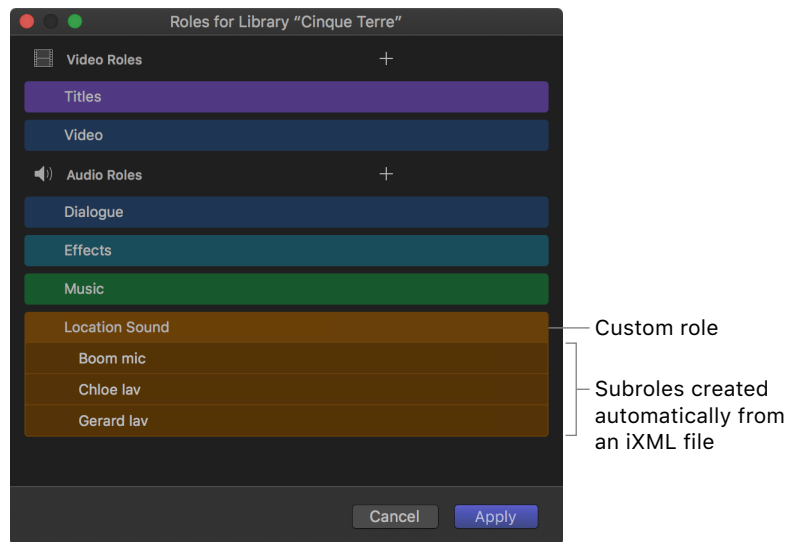 Roles for Library “Cinque Terre”
Video Roles
Titles
Video
Audio Roles
Dialogue
Effects
Music
Location Sound
Boom mic
Chloe lav
Gerard lav
Custom role
Subroles created
automatically from
an iXML file
Cancel
Apply